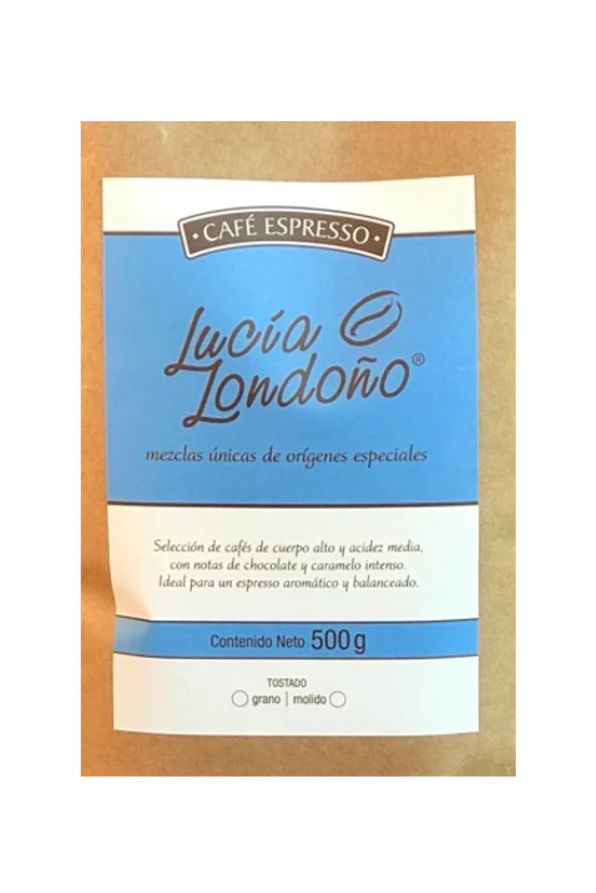 · CAFÉ ESPRESSO ·
Lucía
Londoño®
mezclas únicas de orígenes especiales
Selección de cafés de cuerpo alto y acidez media,
con notas de chocolate y caramelo intenso.
Ideal para un espresso aromático y balanceado.
Contenido Neto 500 g
TOSTADO
grano | molido